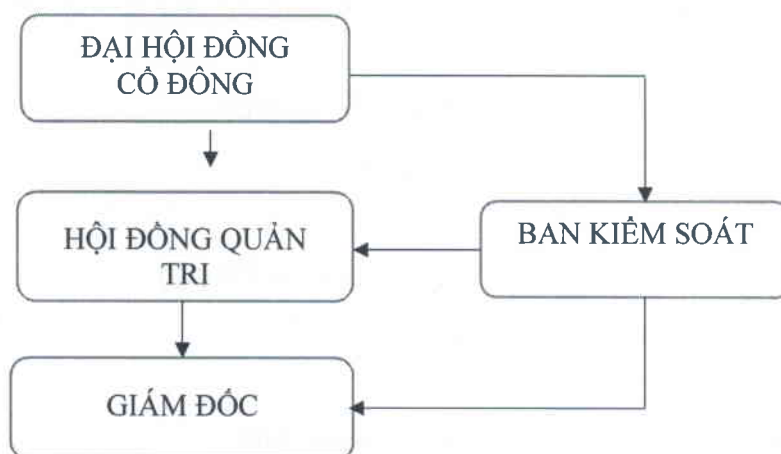 ĐẠI HỘI ĐỒNG
CỔ ĐÔNG
HỘI ĐỒNG QUẢN
TRI
BAN KIỂM SOÁT
GIÁM ĐỐC